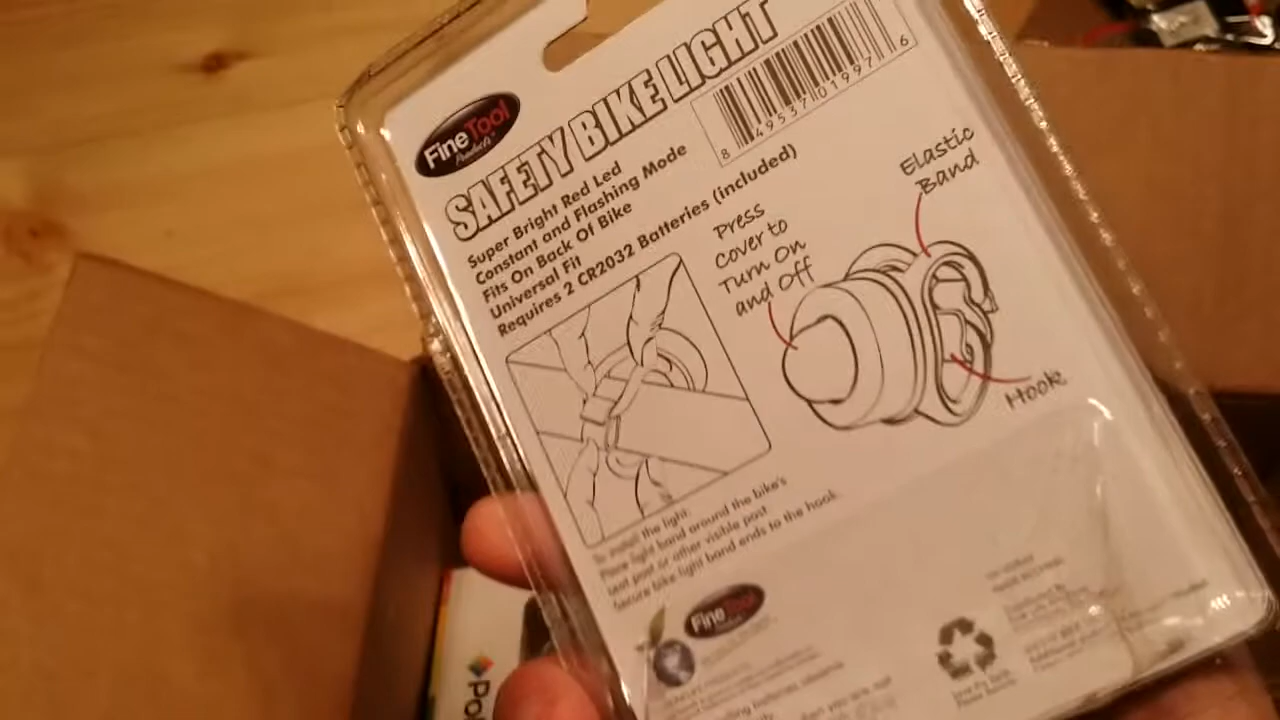 FineTool
Products
SAFETY BIKE LIGHT
8 49537 01997 6
Super Bright Red Led
Constant and Flashing Mode
Fits On Back Of Bike
Universal Fit
Requires 2 CR2032 Batteries (included)
Press
cover to
Turn On
and Off
Elastic
Band
Hook
To install the light:
Place light band around the bike's
seat post or other visible post.
Secure bike light band ends to the hook.
FineTool